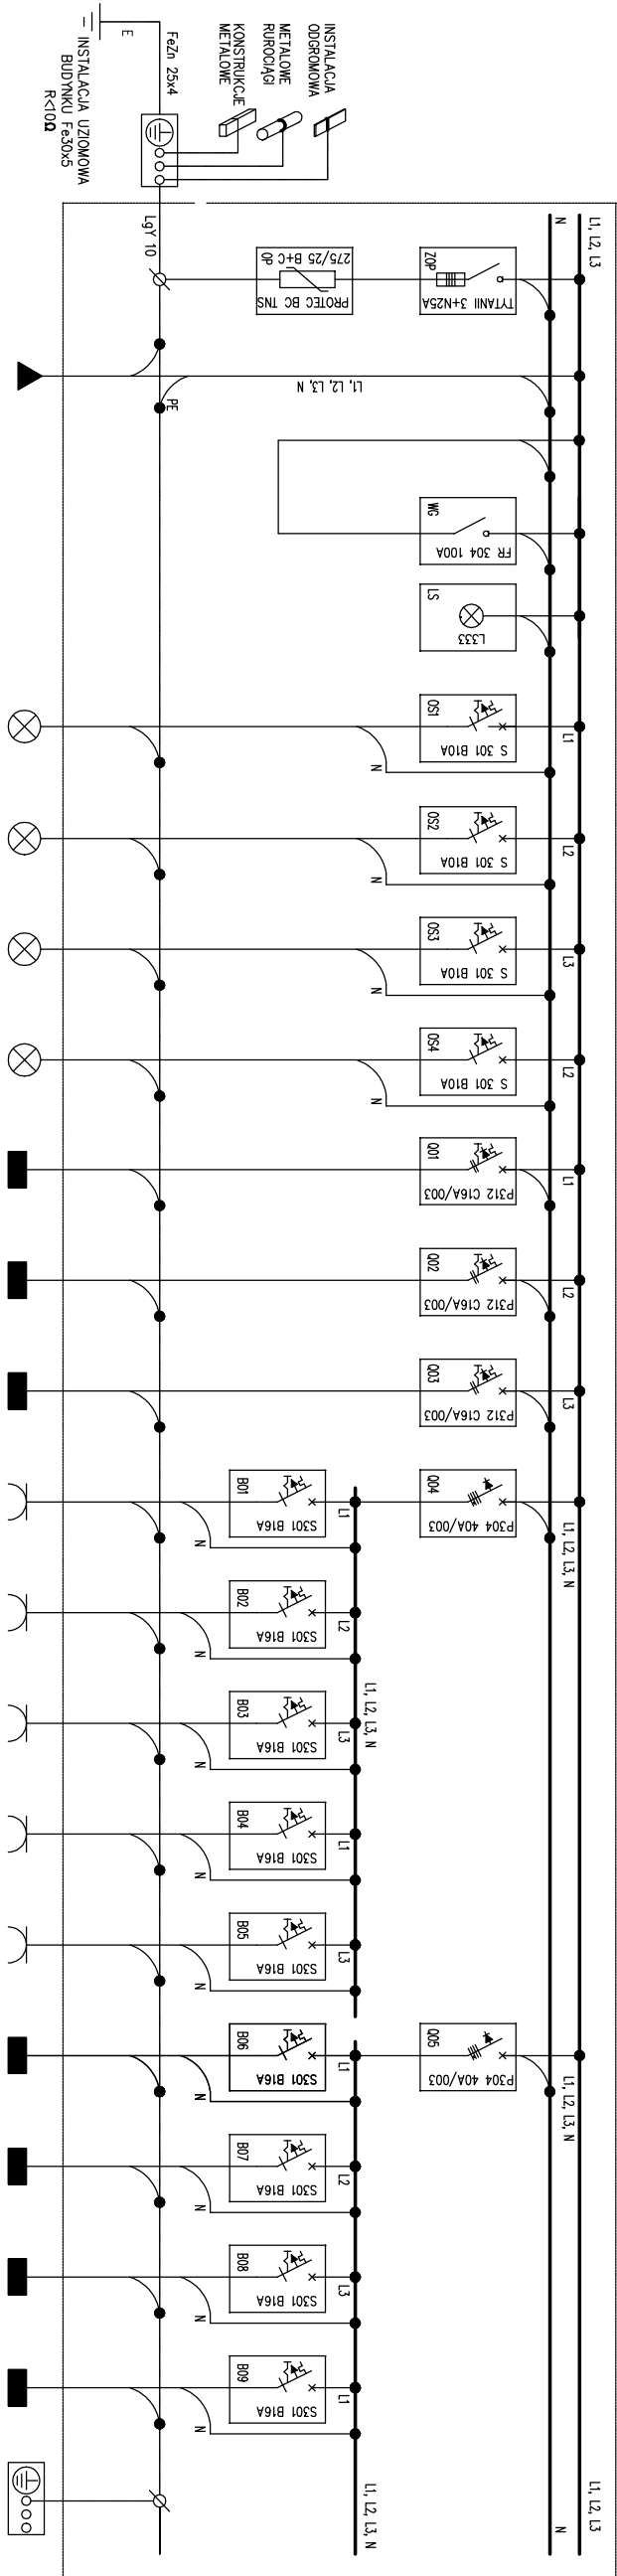 L1, L2, L3
N
INSTALACJA
ODGROMOWA
METALOWE
RUROCIĄGI
KONSTRUKCJE
METALOWE
FeZn 25x4
E
INSTALACJA UZIOMOWA
BUDYNKU Fe30x5
R<10Ω
LgY 10
ZOP
TYTANII 3+N25A
PROTEC BC TNS
275/25 B+C
OP
L1, L2, L3, N
PE
WG
FR 304 100A
LS
L333
L1
OS1
S 301 B10A
N
L2
OS2
S 301 B10A
N
L3
OS3
S 301 B10A
N
L2
OS4
S 301 B10A
N
L1
Q01
P312 C16A/003
L2
Q02
P312 C16A/003
L3
Q03
P312 C16A/003
L1, L2, L3, N
Q04
P304 40A/003
L1
B01
S301 B16A
N
L2
B02
S301 B16A
N
L1, L2, L3, N
L3
B03
S301 B16A
N
L1
B04
S301 B16A
N
L3
B05
S301 B16A
N
L1, L2, L3, N
Q05
P304 40A/003
L1
B06
S301 B16A
N
L2
B07
S301 B16A
N
L3
B08
S301 B16A
N
L1
B09
S301 B16A
N
L1, L2, L3
N
L1, L2, L3, N